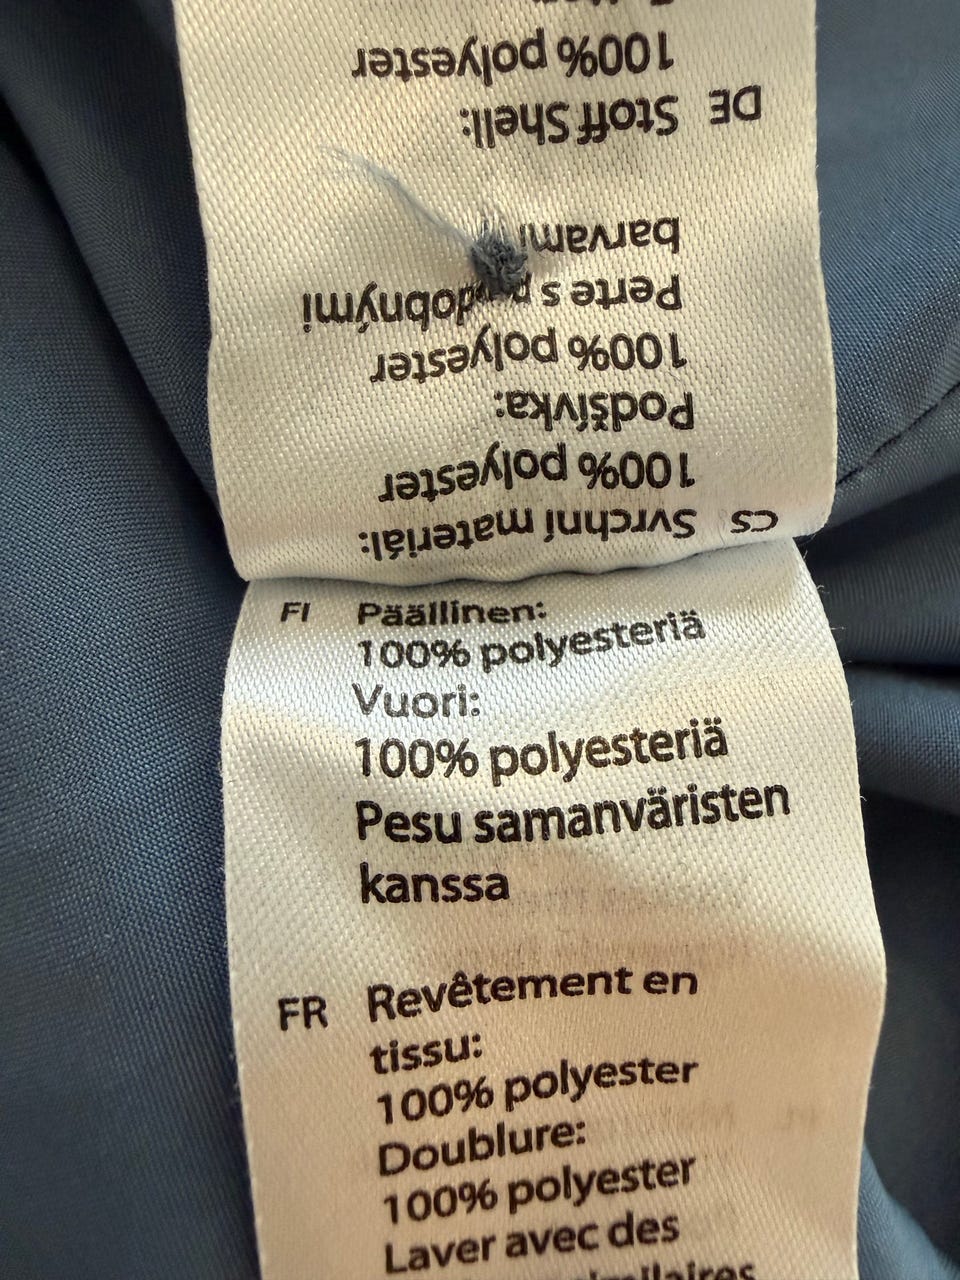 CS Svrchní materiál:
100% polyester
Podšívka:
100% polyester
Perte s podobnými
barvami
DE Stoff Shell:
100% polyester
FI Päällinen:
100% polyesteriä
Vuori:
100% polyesteriä
Pesu samanväristen
kanssa
FR Revêtement en
tissu:
100% polyester
Doublure:
100% polyester
Laver avec des